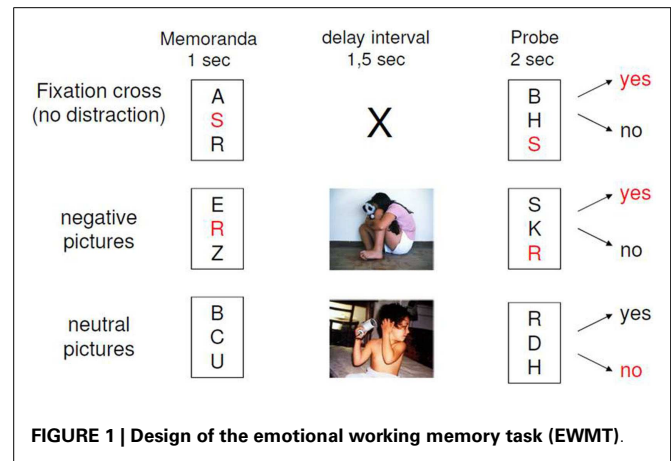 Memoranda delay interval Probe
1 sec 1,5 sec 2 sec
Fixation cross
(no distraction)
A
S
R
X
B
H
S
yes
no
negative
pictures
E
R
Z
S
K
R
yes
no
neutral
pictures
B
C
U
R
D
H
yes
no
FIGURE 1 | Design of the emotional working memory task (EWMT).